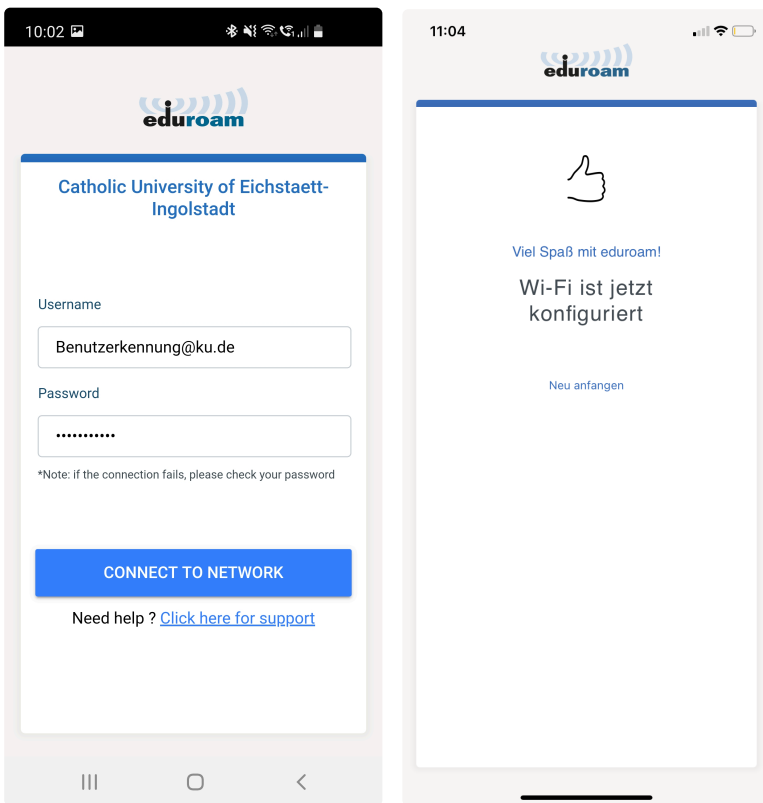 10:02
eduroam
Catholic University of Eichstaett-
Ingolstadt
Username
Benutzerkennung@ku.de
Password
•••••••••••
*Note: if the connection fails, please check your password
CONNECT TO NETWORK
Need help ? Click here for support
11:04
eduroam
Viel Spaß mit eduroam!
Wi-Fi ist jetzt
konfiguriert
Neu anfangen